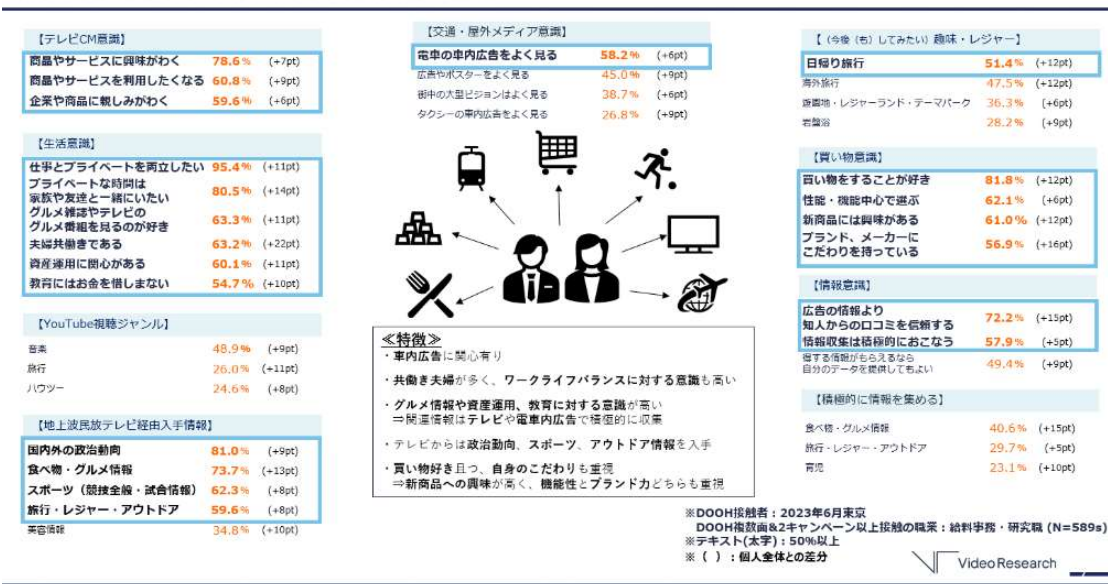 【テレビCM意識】
商品やサービスに興味がわく 78.6% (+7pt)
商品やサービスを利用したくなる 60.8% (+9pt)
企業や商品に親しみがわく 59.6% (+6pt)
【生活意識】
仕事とプライベートを両立したい 95.4% (+11pt)
プライベートな時間は
家族や友達と一緒にいたい 80.5% (+14pt)
グルメ雑誌やテレビの
グルメ番組を見るのが好き 63.3% (+11pt)
夫婦共働きである 63.2% (+22pt)
資産運用に関心がある 60.1% (+11pt)
教育にはお金を惜しまない 54.7% (+10pt)
【YouTube視聴ジャンル】
音楽 48.9% (+9pt)
旅行 26.0% (+11pt)
ハウツー 24.6% (+8pt)
【地上波民放テレビ経由入手情報】
国内外の政治動向 81.0% (+9pt)
食べ物・グルメ情報 73.7% (+13pt)
スポーツ（競技全般・試合情報） 62.3% (+8pt)
旅行・レジャー・アウトドア 59.6% (+8pt)
美容情報 34.8% (+10pt)
【交通・屋外メディア意識】
電車の車内広告をよく見る 58.2% (+6pt)
広告やポスターをよく見る 45.0% (+9pt)
街中の大型ビジョンはよく見る 38.7% (+6pt)
タクシーの車内広告をよく見る 26.8% (+9pt)
≪特徴≫
・車内広告に関心有り
・共働き夫婦が多く、ワークライフバランスに対する意識も高い
・グルメ情報や資産運用、教育に対する意識が高い
⇒関連情報はテレビや電車車内広告で積極的に収集
・テレビからは政治動向、スポーツ、アウトドア情報を入手
・買い物好き且つ、自身のこだわりも重視
⇒新商品への興味が高く、機能性とブランド力どちらも重視
【（今後（も）してみたい）趣味・レジャー】
日帰り旅行 51.4% (+12pt)
海外旅行 47.5% (+12pt)
遊園地・レジャーランド・テーマパーク 36.3% (+6pt)
岩盤浴 28.2% (+9pt)
【買い物意識】
買い物をすることが好き 81.8% (+12pt)
性能・機能中心で選ぶ 62.1% (+6pt)
新商品には興味がある 61.0% (+12pt)
ブランド、メーカーに
こだわりを持っている 56.9% (+16pt)
【情報意識】
広告の情報より
知人からの口コミを信頼する 72.2% (+15pt)
情報収集は積極的におこなう 57.9% (+5pt)
得する情報がもらえるなら
自分のデータを提供してもよい 49.4% (+9pt)
【積極的に情報を集める】
食べ物・グルメ情報 40.6% (+15pt)
旅行・レジャー・アウトドア 29.7% (+5pt)
育児 23.1% (+10pt)
※DOOH接触者：2023年6月東京
DOOH複数面&2キャンペーン以上接触の職業：給料事務・研究職 (N=589s)
※テキスト(太字)：50%以上
※（ ）：個人全体との差分
VideoResearch